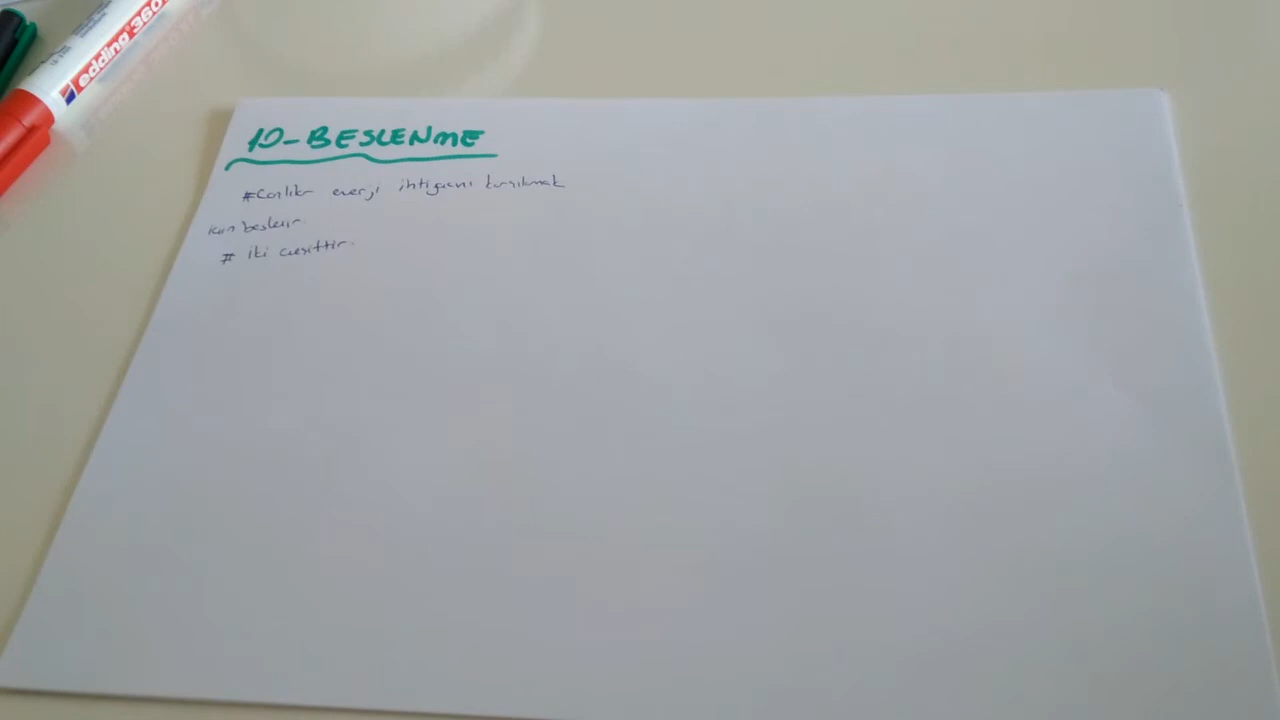 edding 360
10-BESLENME
#Canlılar enerji ihtiyacını karşılamak
için beslenir.
# iki çeşittir.